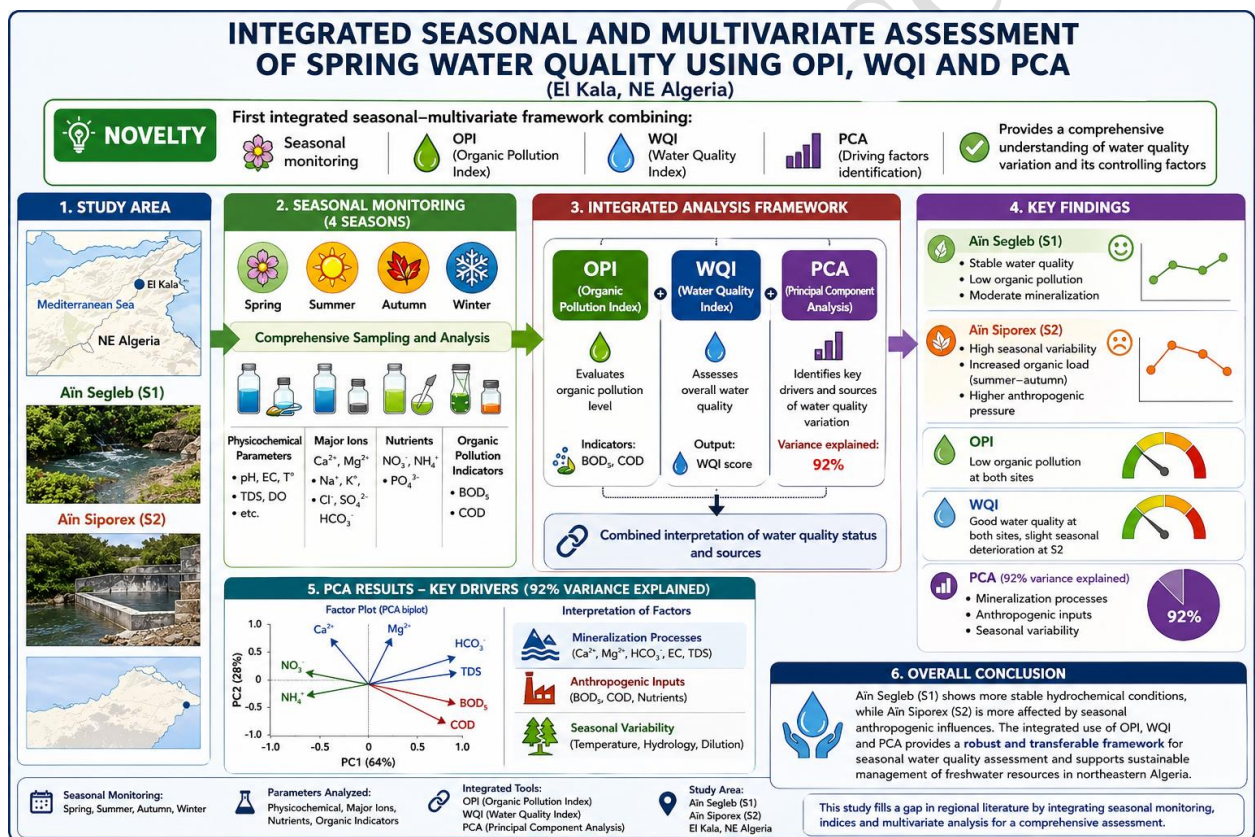 INTEGRATED SEASONAL AND MULTIVARIATE ASSESSMENT
OF SPRING WATER QUALITY USING OPI, WQI AND PCA
(El Kala, NE Algeria)
NOVELTY
First integrated seasonal–multivariate framework combining:
Seasonal
monitoring
OPI
(Organic Pollution
Index)
WQI
(Water Quality
Index)
PCA
(Driving factors
identification)
Provides a comprehensive
understanding of water quality
variation and its controlling factors
1. STUDY AREA
El Kala
Mediterranean Sea
NE Algeria
Aïn Segleb (S1)
Aïn Siporex (S2)
2. SEASONAL MONITORING
(4 SEASONS)
Spring
Summer
Autumn
Winter
Comprehensive Sampling and Analysis
Physicochemical
Parameters
• pH, EC, T°
• TDS, DO
• etc.
Major Ions
Ca²⁺, Mg²⁺
• Na⁺, K⁺,
• Cl⁻, SO₄²⁻
HCO₃⁻
Nutrients
NO₃⁻, NH₄⁺
• PO₄³⁻
Organic
Pollution
Indicators
• BOD₅
• COD
3. INTEGRATED ANALYSIS FRAMEWORK
OPI
(Organic
Pollution Index)
Evaluates
organic pollution
level
Indicators:
BOD₅, COD
+
WQI
(Water Quality
Index)
Assesses
overall water
quality
Output:
WQI score
+
PCA
(Principal Component
Analysis)
Identifies key
drivers and sources
of water quality
variation
Variance explained:
92%
Combined interpretation of water quality status
and sources
4. KEY FINDINGS
Aïn Segleb (S1)
• Stable water quality
• Low organic pollution
• Moderate mineralization
Aïn Siporex (S2)
• High seasonal variability
• Increased organic load
(summer–autumn)
• Higher anthropogenic
pressure
OPI
Low organic pollution
at both sites
WQI
Good water quality at
both sites, slight seasonal
deterioration at S2
PCA (92% variance explained)
• Mineralization processes
• Anthropogenic inputs
• Seasonal variability
92%
5. PCA RESULTS – KEY DRIVERS (92% VARIANCE EXPLAINED)
Factor Plot (PCA biplot)
PC2 (28%)
1.0
0.5
0
-0.5
-1.0
Ca²⁺
Mg²⁺
HCO₃⁻
NO₃⁻
TDS
NH₄⁺
BOD₅
COD
-1.0
-0.5
0
0.5
1.0
PC1 (64%)
Interpretation of Factors
Mineralization Processes
(Ca²⁺, Mg²⁺, HCO₃⁻, EC, TDS)
Anthropogenic Inputs
(BOD₅, COD, Nutrients)
Seasonal Variability
(Temperature, Hydrology, Dilution)
6. OVERALL CONCLUSION
Aïn Segleb (S1) shows more stable hydrochemical conditions,
while Aïn Siporex (S2) is more affected by seasonal
anthropogenic influences. The integrated use of OPI, WQI
and PCA provides a robust and transferable framework for
seasonal water quality assessment and supports sustainable
management of freshwater resources in northeastern Algeria.
Seasonal Monitoring:
Spring, Summer, Autumn, Winter
Parameters Analyzed:
Physicochemical, Major Ions,
Nutrients, Organic Indicators
Integrated Tools:
OPI (Organic Pollution Index)
WQI (Water Quality Index)
PCA (Principal Component Analysis)
Study Area:
Aïn Segleb (S1)
Aïn Siporex (S2)
El Kala, NE Algeria
This study fills a gap in regional literature by integrating seasonal monitoring,
indices and multivariate analysis for a comprehensive assessment.